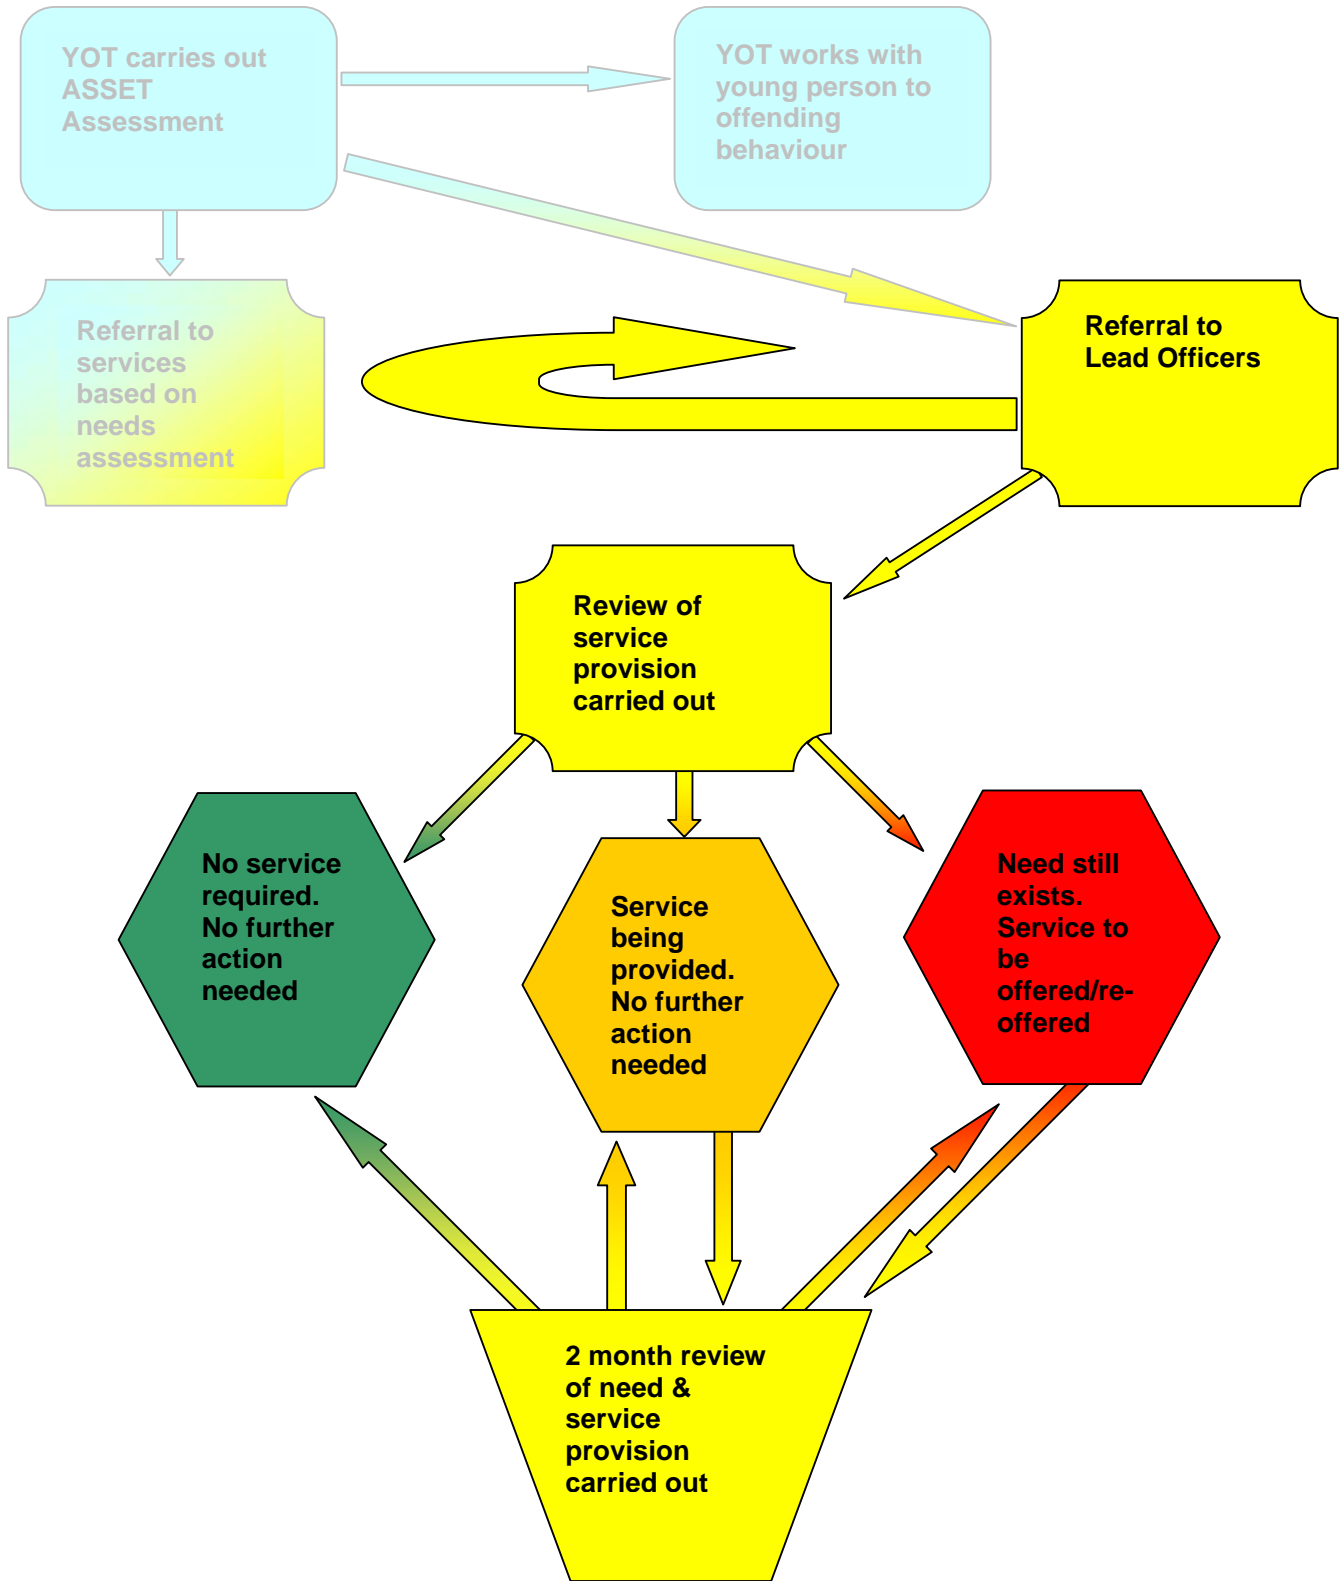 YOT carries out
ASSET
Assessment
YOT works with
young person to
offending
behaviour
Referral to
services
based on
needs
assessment
Referral to
Lead Officers
Review of
service
provision
carried out
No service
required.
No further
action
needed
Service
being
provided.
No further
action
needed
Need still
exists.
Service to
be
offered/re-
offered
2 month review
of need &
service
provision
carried out